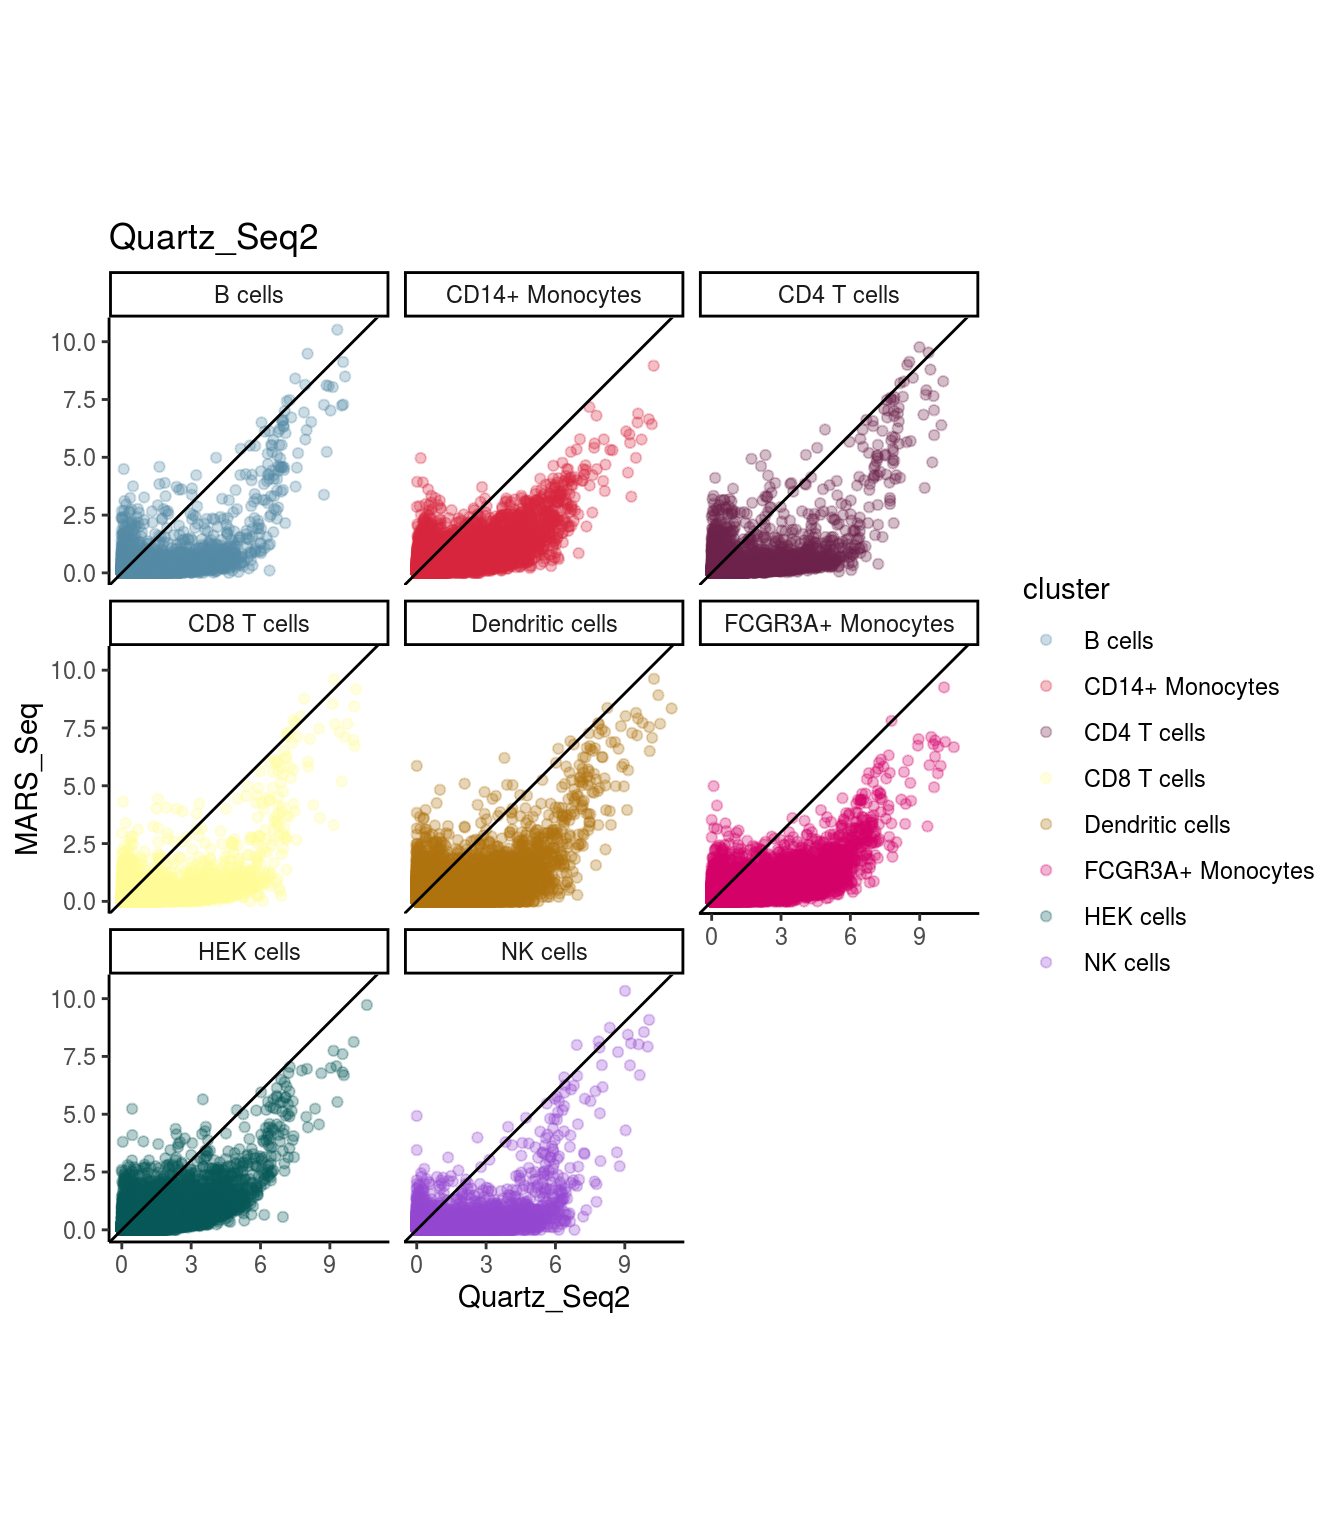 Quartz_Seq2
B cells
CD14+ Monocytes
CD4 T cells
10.0
7.5
5.0
2.5
0.0
CD8 T cells
Dendritic cells
FCGR3A+ Monocytes
10.0
7.5
5.0
2.5
0.0
0 3 6 9
HEK cells
NK cells
10.0
7.5
5.0
2.5
0.0
0 3 6 9
0 3 6 9
Quartz_Seq2
MARS_Seq
cluster
B cells
CD14+ Monocytes
CD4 T cells
CD8 T cells
Dendritic cells
FCGR3A+ Monocytes
HEK cells
NK cells